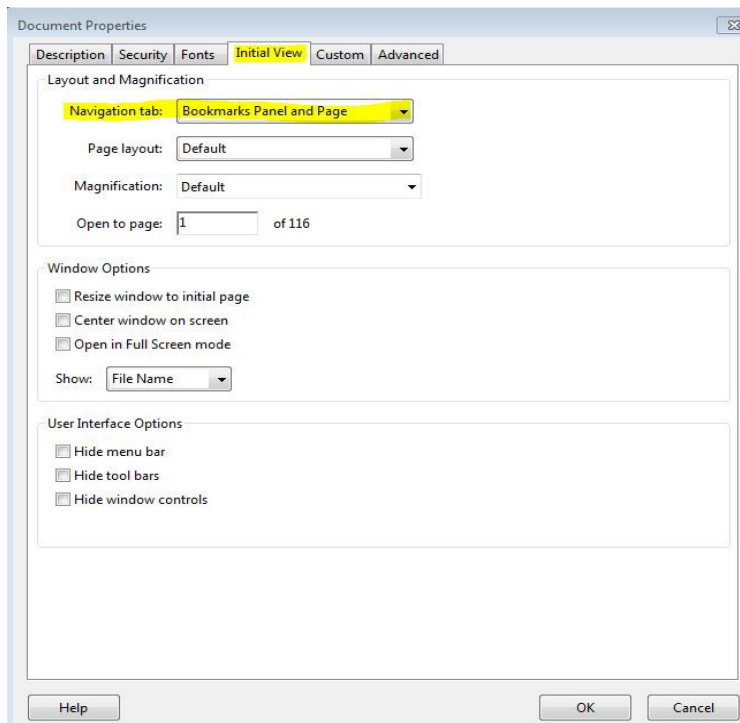 Document Properties
Description Security Fonts Initial View Custom Advanced
Layout and Magnification
Navigation tab: Bookmarks Panel and Page
Page layout: Default
Magnification: Default
Open to page: 1 of 116
Window Options
Resize window to initial page
Center window on screen
Open in Full Screen mode
Show: File Name
User Interface Options
Hide menu bar
Hide tool bars
Hide window controls
Help OK Cancel